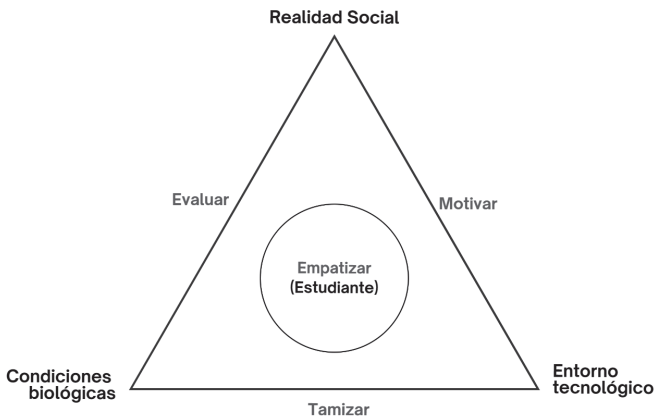 Realidad Social
Evaluar
Motivar
Empatizar
(Estudiante)
Condiciones
biológicas
Entorno
tecnológico
Tamizar